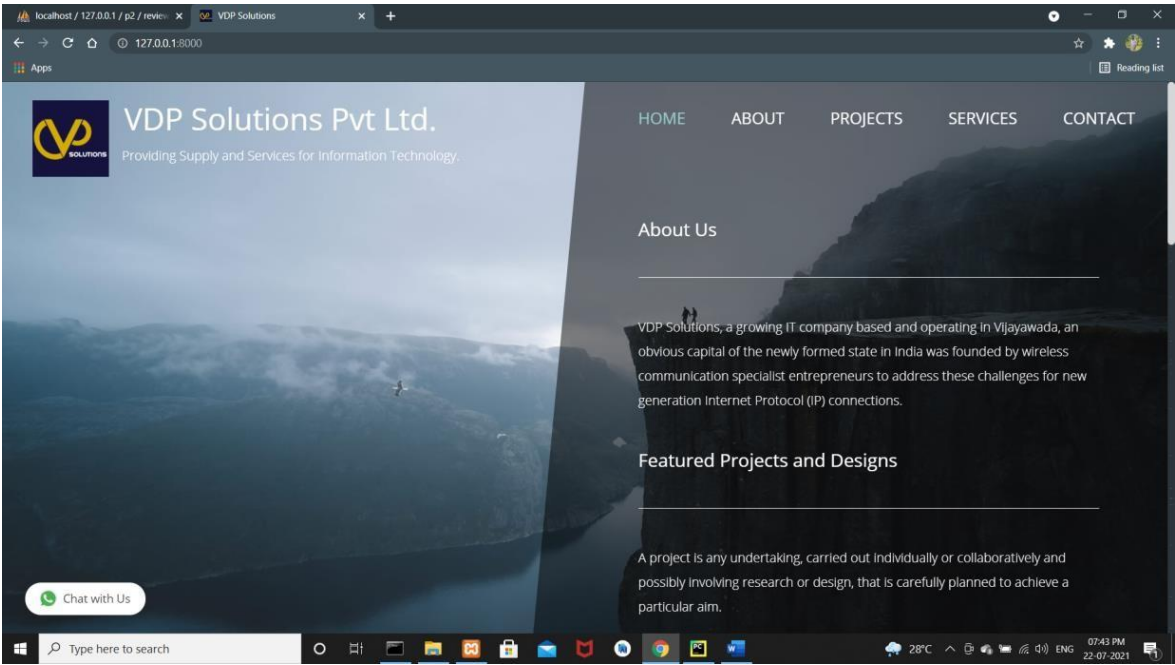 localhost / 127.0.0.1 / p2 / review
VDP Solutions
127.0.0.1:8000
Apps
Reading list
VP
SOLUTIONS
VDP Solutions Pvt Ltd.
Providing Supply and Services for Information Technology.
HOME
ABOUT
PROJECTS
SERVICES
CONTACT
About Us
VDP Solutions, a growing IT company based and operating in Vijayawada, an
obvious capital of the newly formed state in India was founded by wireless
communication specialist entrepreneurs to address these challenges for new
generation Internet Protocol (IP) connections.
Featured Projects and Designs
A project is any undertaking, carried out individually or collaboratively and
possibly involving research or design, that is carefully planned to achieve a
particular aim.
Chat with Us
Type here to search
PC
W
28°C
ENG
07:43 PM
22-07-2021